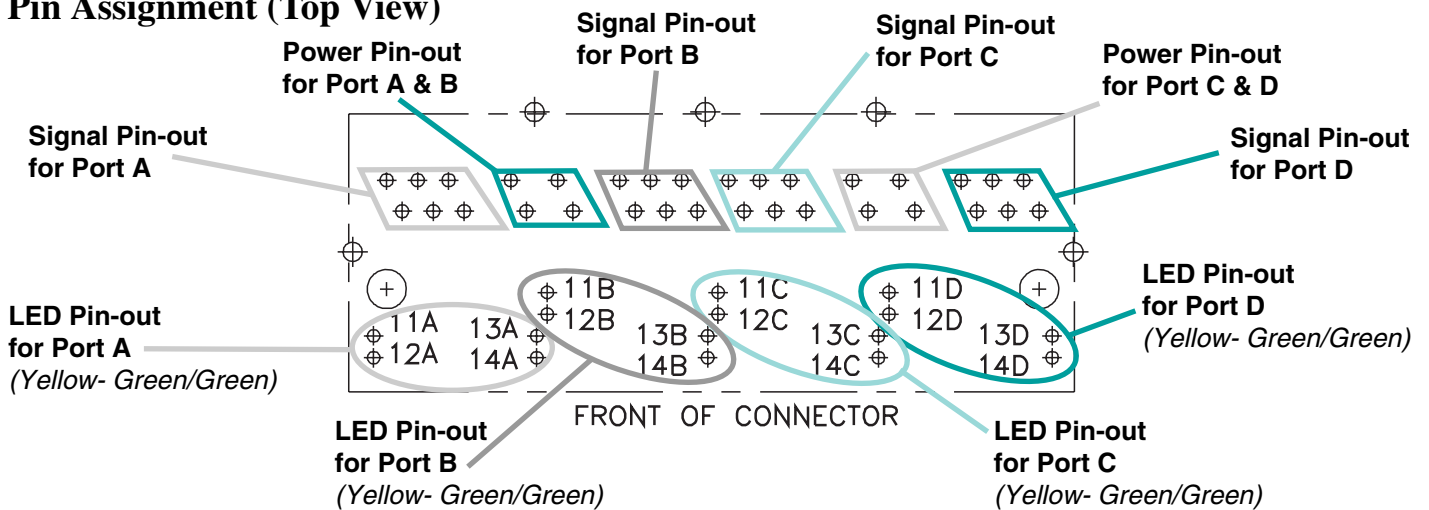 Pin Assignment (Top View)
Signal Pin-out
for Port B
Signal Pin-out
for Port C
Power Pin-out
for Port A & B
Power Pin-out
for Port C & D
Signal Pin-out
for Port A
Signal Pin-out
for Port D
11B
12B
13B
14B
11C
12C
13C
14C
11D
12D
13D
14D
11A
12A
13A
14A
LED Pin-out
for Port D
(Yellow- Green/Green)
LED Pin-out
for Port A
(Yellow- Green/Green)
FRONT OF CONNECTOR
LED Pin-out
for Port B
(Yellow- Green/Green)
LED Pin-out
for Port C
(Yellow- Green/Green)